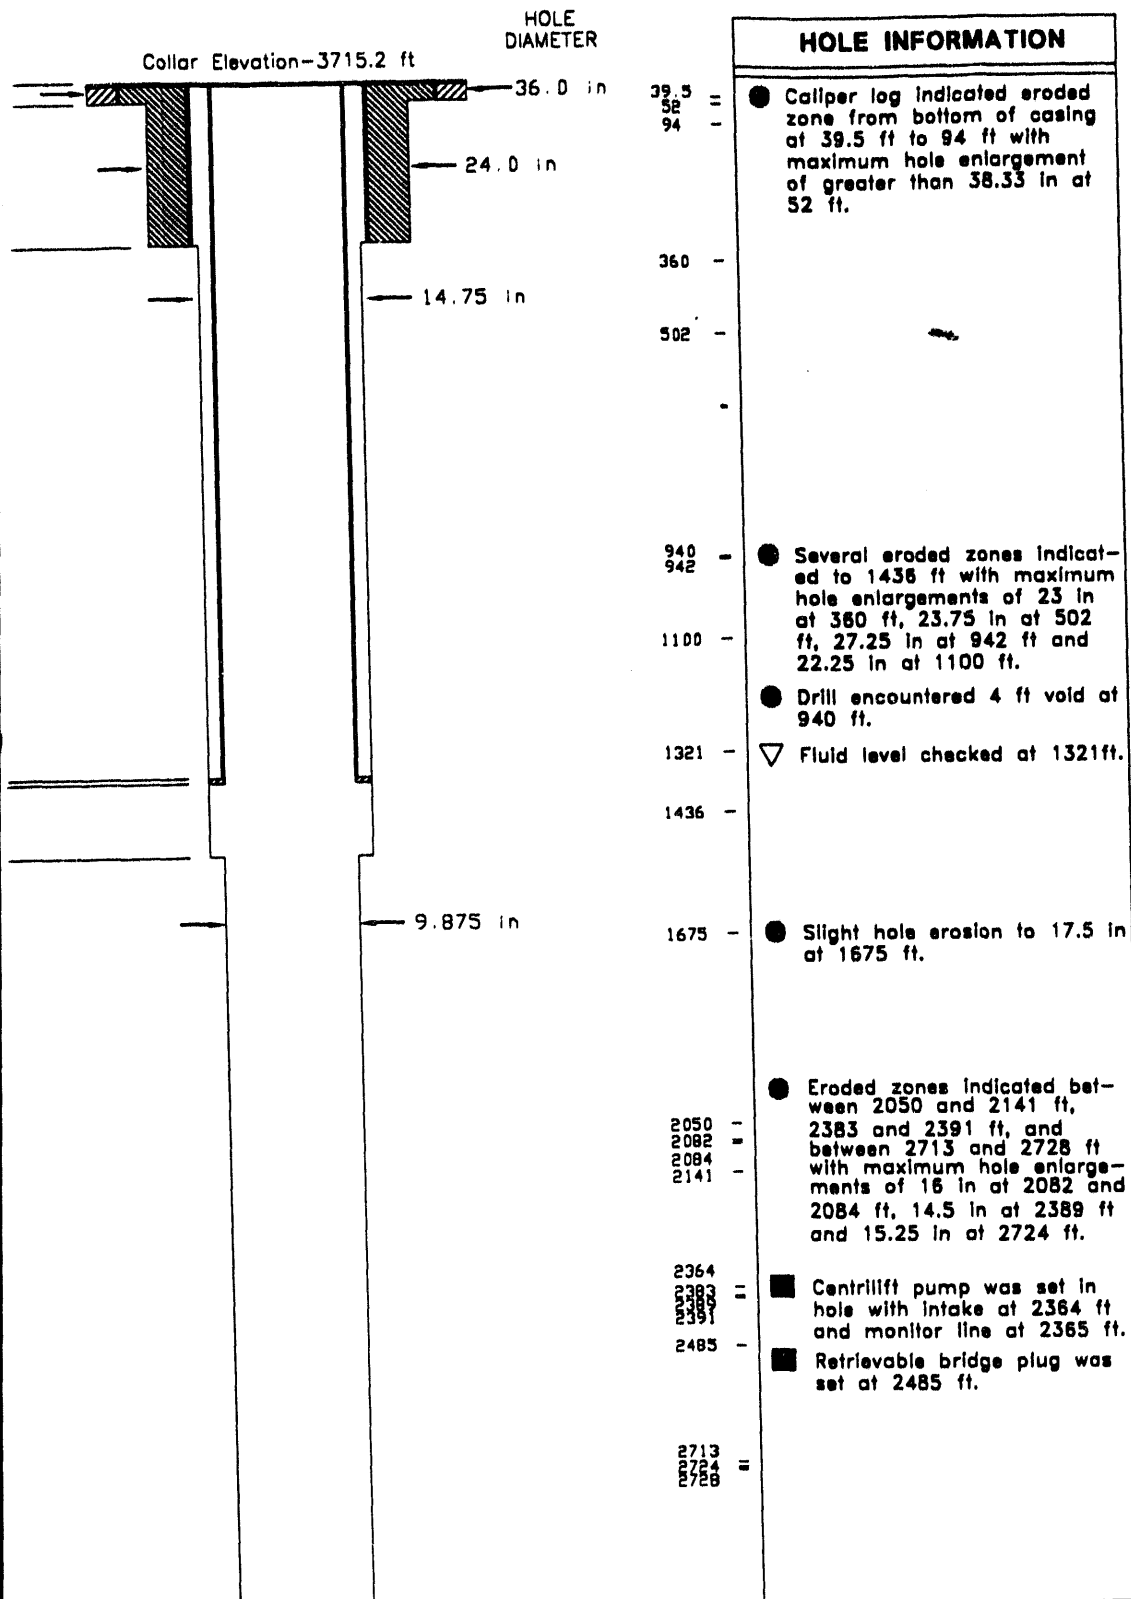 HOLE
DIAMETER
Collar Elevation-3715.2 ft
36.0 in
24.0 in
14.75 in
9.875 in
39.5
52
94
360
502
940
942
1100
1321
1436
1675
2050
2082
2084
2141
2364
2383
2389
2391
2485
2713
2724
2728
HOLE INFORMATION
Caliper log indicated eroded
zone from bottom of casing
at 39.5 ft to 94 ft with
maximum hole enlargement
of greater than 38.33 in at
52 ft.
Several eroded zones indicat-
ed to 1436 ft with maximum
hole enlargements of 23 in
at 360 ft, 23.75 in at 502
ft, 27.25 in at 942 ft and
22.25 in at 1100 ft.
Drill encountered 4 ft void at
940 ft.
Fluid level checked at 1321ft.
Slight hole erosion to 17.5 in
at 1675 ft.
Eroded zones indicated bet-
ween 2050 and 2141 ft,
2383 and 2391 ft, and
between 2713 and 2728 ft
with maximum hole enlarge-
ments of 16 in at 2082 and
2084 ft, 14.5 in at 2389 ft
and 15.25 in at 2724 ft.
Centrilift pump was set in
hole with intake at 2364 ft
and monitor line at 2365 ft.
Retrievable bridge plug was
set at 2485 ft.